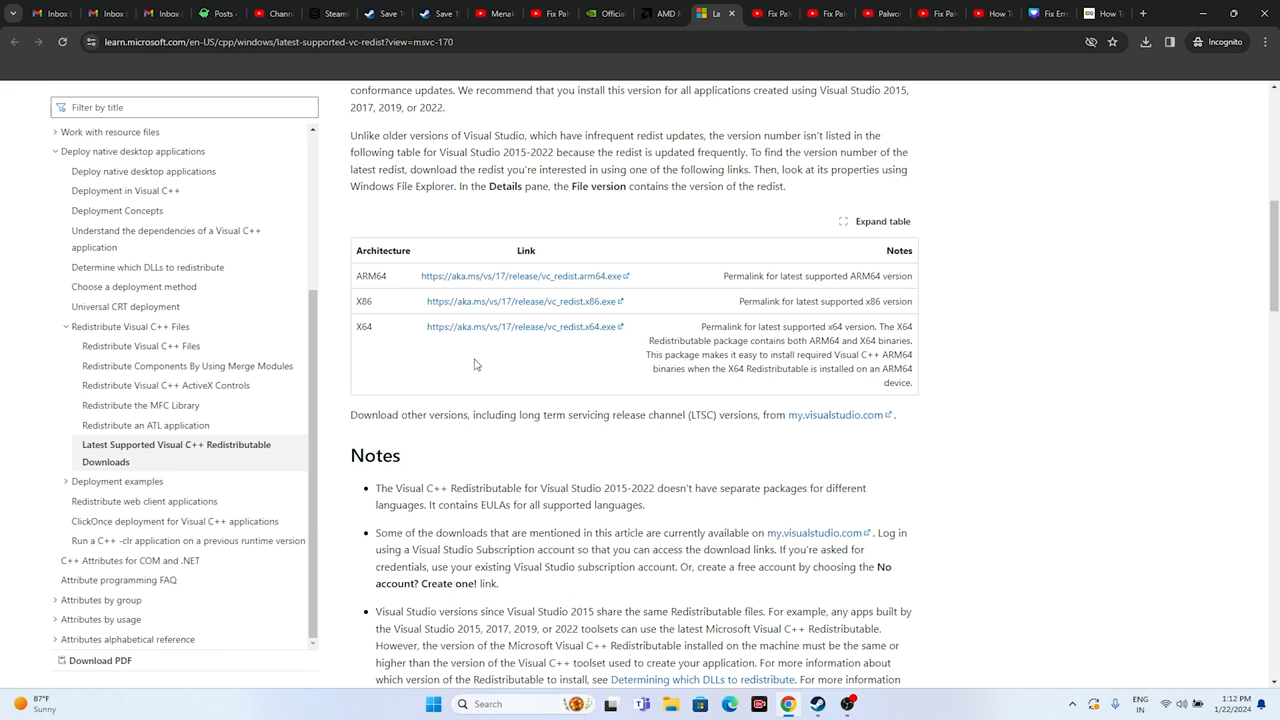 Inbox (
Inbox (
Inbox (
Posts
Chann
Steam
Save T
Save T
Menak
Fix Pal
Officia
AMD
La
Fix Pal
Fix Pal
Palwo
Fix Pal
How T
Fix Err
How T
learn.microsoft.com/en-US/cpp/windows/latest-supported-vc-redist?view=msvc-170
Incognito
Filter by title
Work with resource files
Deploy native desktop applications
Deploy native desktop applications
Deployment in Visual C++
Deployment Concepts
Understand the dependencies of a Visual C++
application
Determine which DLLs to redistribute
Choose a deployment method
Universal CRT deployment
Redistribute Visual C++ Files
Redistribute Visual C++ Files
Redistribute Components By Using Merge Modules
Redistribute Visual C++ ActiveX Controls
Redistribute the MFC Library
Redistribute an ATL application
Latest Supported Visual C++ Redistributable
Downloads
Deployment examples
Redistribute web client applications
ClickOnce deployment for Visual C++ applications
Run a C++ -clr application on a previous runtime version
C++ Attributes for COM and .NET
Attribute programming FAQ
Attributes by group
Attributes by usage
Attributes alphabetical reference
Download PDF
conformance updates. We recommend that you install this version for all applications created using Visual Studio 2015,
2017, 2019, or 2022.
Unlike older versions of Visual Studio, which have infrequent redist updates, the version number isn't listed in the
following table for Visual Studio 2015-2022 because the redist is updated frequently. To find the version number of the
latest redist, download the redist you're interested in using one of the following links. Then, look at its properties using
Windows File Explorer. In the Details pane, the File version contains the version of the redist.
Expand table
Architecture Link Notes
ARM64 https://aka.ms/vs/17/release/vc_redist.arm64.exe Permalink for latest supported ARM64 version
X86 https://aka.ms/vs/17/release/vc_redist.x86.exe Permalink for latest supported x86 version
X64 https://aka.ms/vs/17/release/vc_redist.x64.exe Permalink for latest supported x64 version. The X64
Redistributable package contains both ARM64 and X64 binaries.
This package makes it easy to install required Visual C++ ARM64
binaries when the X64 Redistributable is installed on an ARM64
device.
Download other versions, including long term servicing release channel (LTSC) versions, from my.visualstudio.com .
Notes
The Visual C++ Redistributable for Visual Studio 2015-2022 doesn't have separate packages for different
languages. It contains EULAs for all supported languages.
Some of the downloads that are mentioned in this article are currently available on my.visualstudio.com . Log in
using a Visual Studio Subscription account so that you can access the download links. If you're asked for
credentials, use your existing Visual Studio subscription account. Or, create a free account by choosing the No
account? Create one! link.
Visual Studio versions since Visual Studio 2015 share the same Redistributable files. For example, any apps built by
the Visual Studio 2015, 2017, 2019, or 2022 toolsets can use the latest Microsoft Visual C++ Redistributable.
However, the version of the Microsoft Visual C++ Redistributable installed on the machine must be the same or
higher than the version of the Visual C++ toolset used to create your application. For more information about
which version of the Redistributable to install, see Determining which DLLs to redistribute. For more information
87°F
Sunny
Search
ENG
IN
1:12 PM
1/22/2024